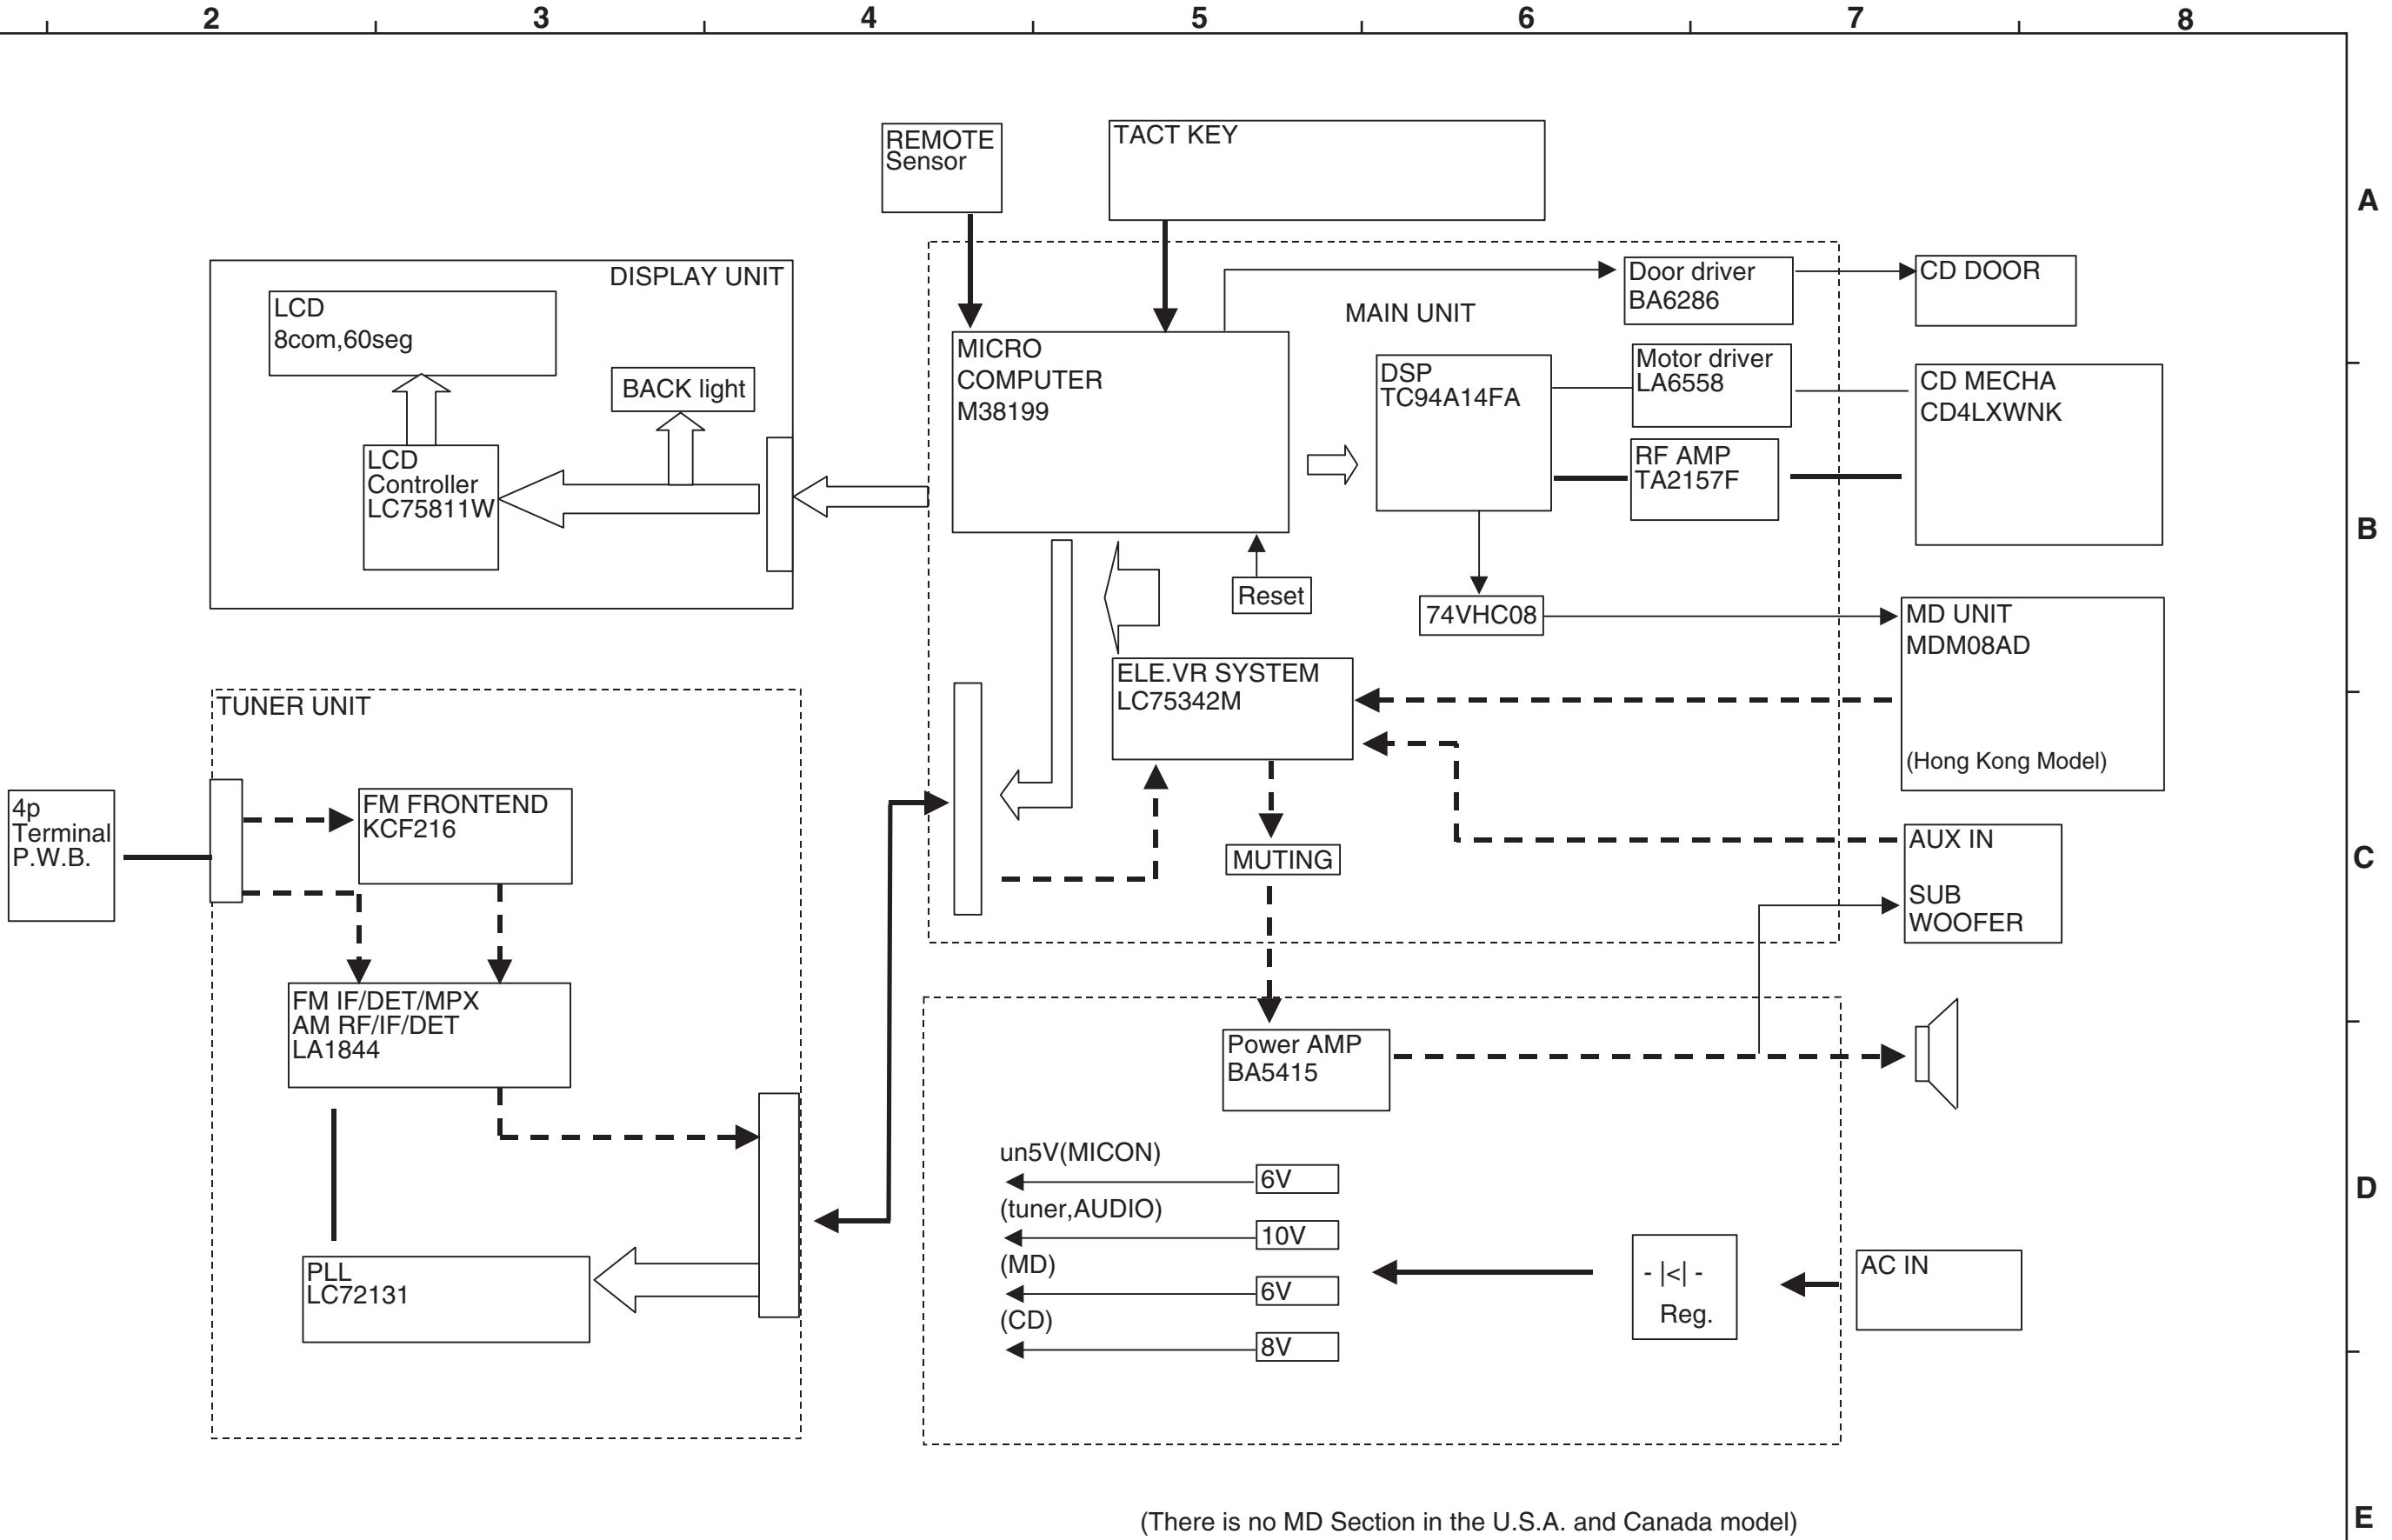 2 3 4 5 6 7 8
A
B
C
D
E
REMOTE
Sensor
TACT KEY
DISPLAY UNIT
LCD
8com,60seg
BACK light
LCD
Controller
LC75811W
MAIN UNIT
MICRO
COMPUTER
M38199
Door driver
BA6286
CD DOOR
DSP
TC94A14FA
Motor driver
LA6558
CD MECHA
CD4LXWNK
RF AMP
TA2157F
Reset
74VHC08
MD UNIT
MDM08AD
(Hong Kong Model)
ELE.VR SYSTEM
LC75342M
TUNER UNIT
4p
Terminal
P.W.B.
FM FRONTEND
KCF216
MUTING
AUX IN
SUB
WOOFER
FM IF/DET/MPX
AM RF/IF/DET
LA1844
Power AMP
BA5415
un5V(MICON)
6V
(tuner,AUDIO)
10V
(MD)
6V
(CD)
8V
- |<| -
Reg.
AC IN
PLL
LC72131
(There is no MD Section in the U.S.A. and Canada model)